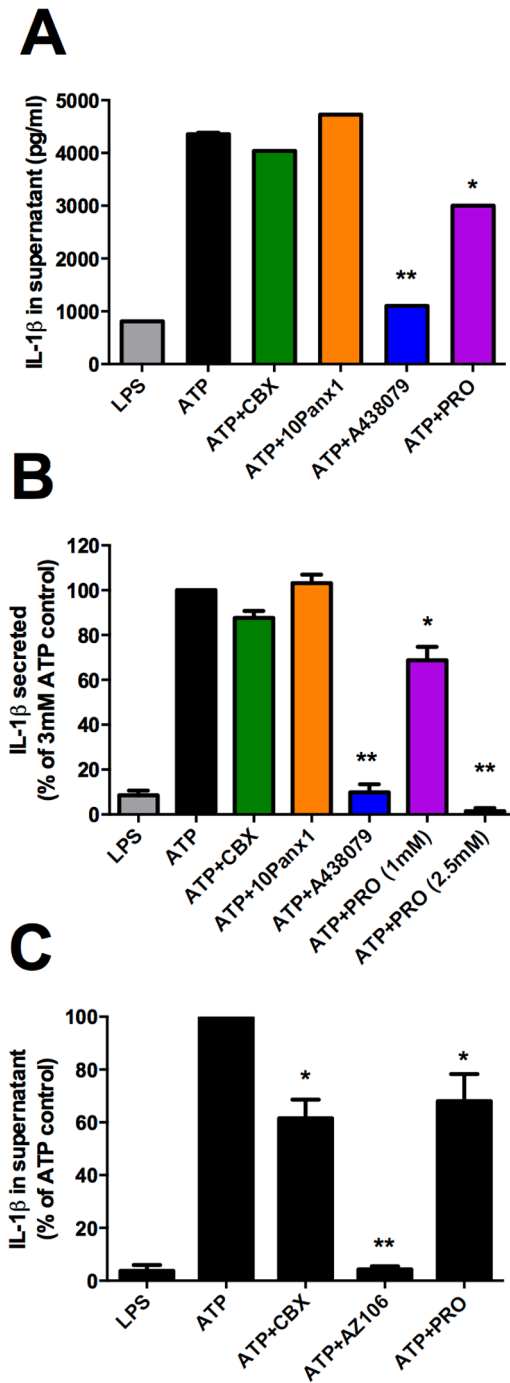 A
IL-1β in supernatant (pg/ml)
5000
4000
3000
2000
1000
0
**
*
LPS
ATP
ATP+CBX
ATP+10Panx1
ATP+A438079
ATP+PRO
B
IL-1β secreted
(% of 3mM ATP control)
120
100
80
60
40
20
0
**
*
**
LPS
ATP
ATP+CBX
ATP+10Panx1
ATP+A438079
ATP+PRO (1mM)
ATP+PRO (2.5mM)
C
IL-1β in supernatant
(% of ATP control)
100
80
60
40
20
0
*
**
*
LPS
ATP
ATP+CBX
ATP+AZ106
ATP+PRO